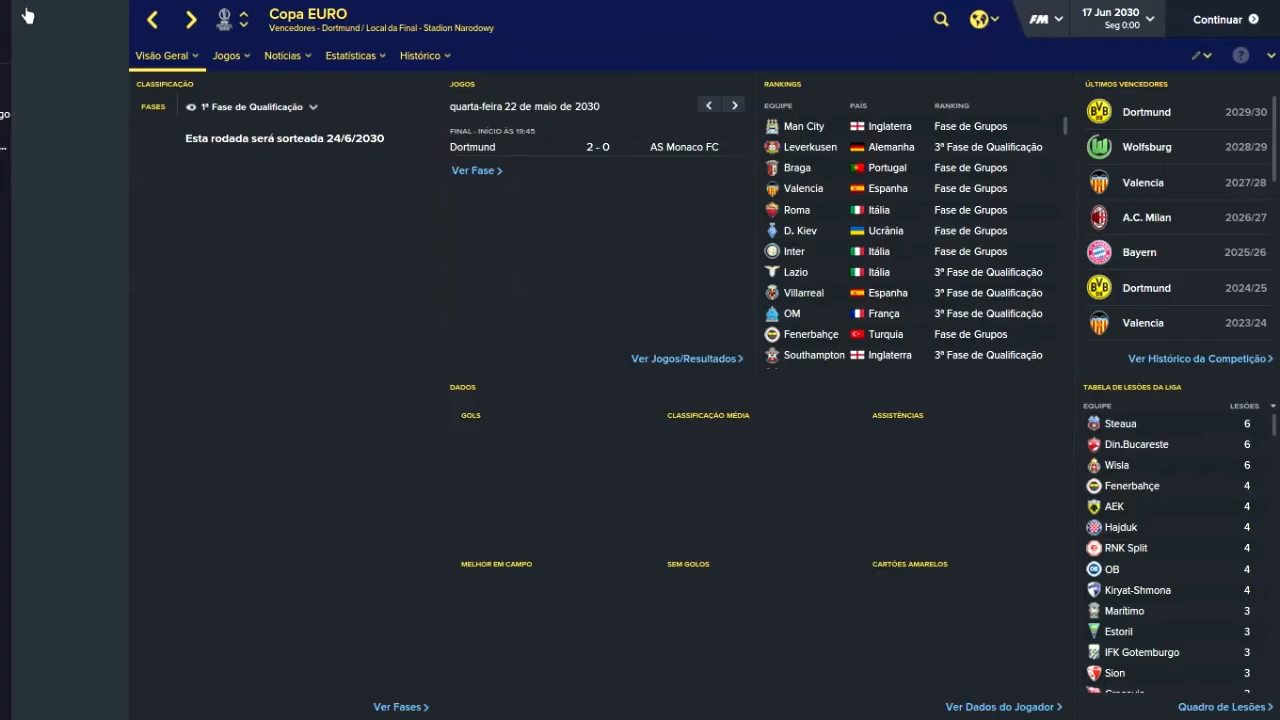 go
...
Copa EURO
Vencedores - Dortmund / Local da Final - Stadion Narodowy
FM
17 Jun 2030
Seg 0:00
Continuar
Visão Geral
Jogos
Notícias
Estatísticas
Histórico
CLASSIFICAÇÃO
FASES
1ª Fase de Qualificação
Esta rodada será sorteada 24/6/2030
Ver Fases
JOGOS
quarta-feira 22 de maio de 2030
FINAL - INÍCIO ÀS 19:45
Dortmund 2 - 0 AS Monaco FC
Ver Fase
Ver Jogos/Resultados
RANKINGS
EQUIPE PAÍS RANKING
Man City Inglaterra Fase de Grupos
Leverkusen Alemanha 3ª Fase de Qualificação
Braga Portugal Fase de Grupos
Valencia Espanha Fase de Grupos
Roma Itália Fase de Grupos
D. Kiev Ucrânia Fase de Grupos
Inter Itália Fase de Grupos
Lazio Itália 3ª Fase de Qualificação
Villarreal Espanha 3ª Fase de Qualificação
OM França 3ª Fase de Qualificação
Fenerbahçe Turquia Fase de Grupos
Southampton Inglaterra 3ª Fase de Qualificação
ÚLTIMOS VENCEDORES
Dortmund 2029/30
Wolfsburg 2028/29
Valencia 2027/28
A.C. Milan 2026/27
Bayern 2025/26
Dortmund 2024/25
Valencia 2023/24
Ver Histórico da Competição
DADOS
GOLS
CLASSIFICAÇÃO MÉDIA
ASSISTÊNCIAS
MELHOR EM CAMPO
SEM GOLOS
CARTÕES AMARELOS
Ver Dados do Jogador
TABELA DE LESÕES DA LIGA
EQUIPE LESÕES
Steaua 6
Din.Bucareste 6
Wisla 6
Fenerbahçe 4
AEK 4
Hajduk 4
RNK Split 4
OB 4
Kiryat-Shmona 4
Marítimo 3
Estoril 3
IFK Gotemburgo 3
Sion 3
Quadro de Lesões